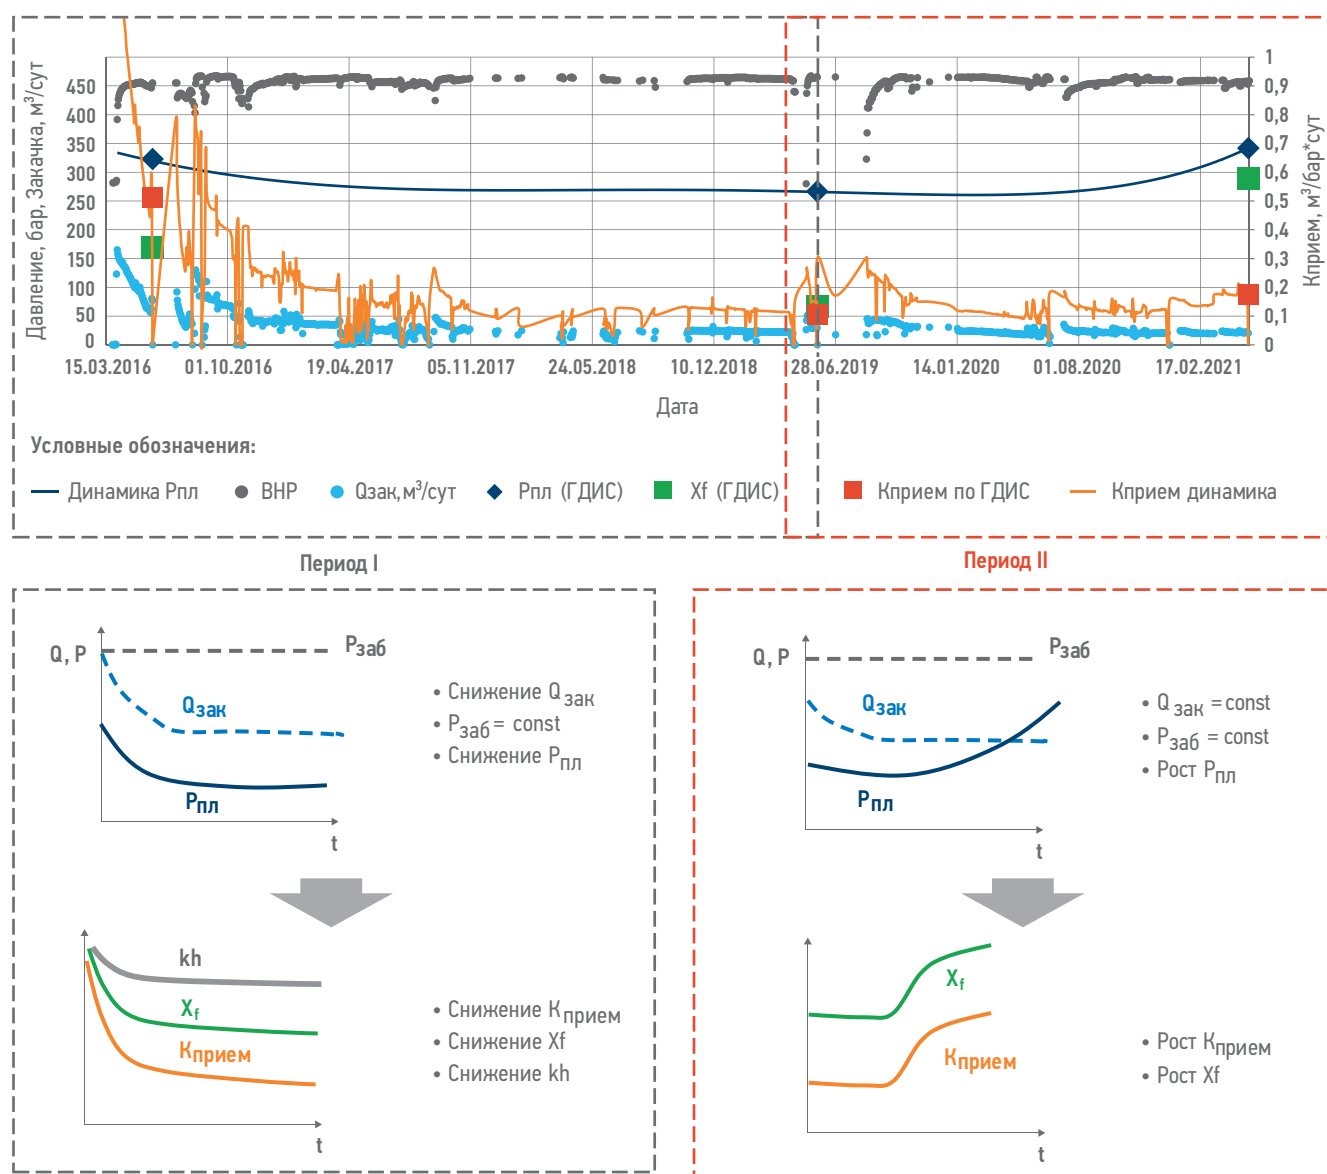 Давление, бар, Закачка, м³/сут
450
400
350
300
250
200
150
100
50
0
1
0,9
0,8
0,7
0,6
0,5
0,4
0,3
0,2
0,1
0
Кприем, м³/бар*сут
15.03.2016 01.10.2016 19.04.2017 05.11.2017 24.05.2018 10.12.2018 28.06.2019 14.01.2020 01.08.2020 17.02.2021
Дата
Условные обозначения:
Динамика Рпл ВНР Qзак, м³/сут Рпл (ГДИС) Xf (ГДИС) Кприем по ГДИС Кприем динамика
Период I
Q, P
Pзаб
Qзак
Pпл
t
• Снижение Q зак
• Pзаб = const
• Снижение Pпл
kh
Xf
Кприем
t
• Снижение Кприем
• Снижение Xf
• Снижение kh
Период II
Q, P
Pзаб
Qзак
Pпл
t
• Q зак = const
• Pзаб = const
• Рост Pпл
Xf
Кприем
t
• Рост Кприем
• Рост Xf